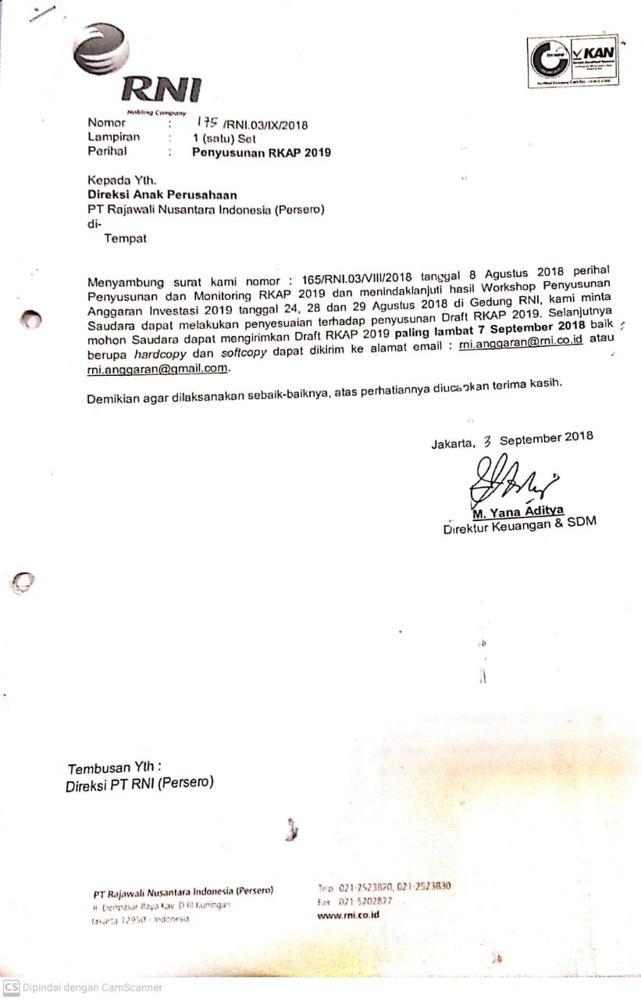 RNI
Holding Company
KAN
Nomor : 175 /RNI.03/IX/2018
Lampiran : 1 (satu) Set
Perihal : Penyusunan RKAP 2019
Kepada Yth.
Direksi Anak Perusahaan
PT Rajawali Nusantara Indonesia (Persero)
di-
Tempat
Menyambung surat kami nomor : 165/RNI.03/VIII/2018 tanggal 8 Agustus 2018 perihal
Penyusunan dan Monitoring RKAP 2019 dan menindaklanjuti hasil Workshop Penyusunan
Anggaran Investasi 2019 tanggal 24, 28 dan 29 Agustus 2018 di Gedung RNI, kami minta
Saudara dapat melakukan penyesuaian terhadap penyusunan Draft RKAP 2019. Selanjutnya
mohon Saudara dapat mengirimkan Draft RKAP 2019 paling lambat 7 September 2018 baik
berupa hardcopy dan softcopy dapat dikirim ke alamat email : rni.anggaran@rni.co.id atau
rni.anggaran@gmail.com.
Demikian agar dilaksanakan sebaik-baiknya, atas perhatiannya diucapkan terima kasih.
Jakarta, 3 September 2018
M. Yana Aditya
Direktur Keuangan & SDM
Tembusan Yth :
Direksi PT RNI (Persero)
PT Rajawali Nusantara Indonesia (Persero)
Jl. Denpasar Raya Kav. D III Kuningan
Jakarta 12950 - Indonesia
Telp 021-2523820, 021-2523830
Fax 021 5202827
www.rni.co.id
CS Dipindai dengan CamScanner